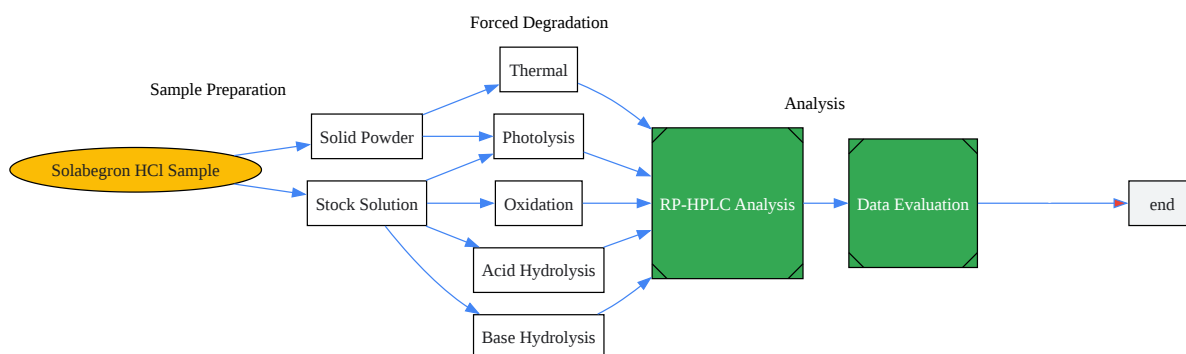 Forced Degradation
Thermal
Sample Preparation
Analysis
Solid Powder
Photolysis
Solabegron HCl Sample
Stock Solution
Oxidation
RP-HPLC Analysis
Data Evaluation
end
Acid Hydrolysis
Base Hydrolysis